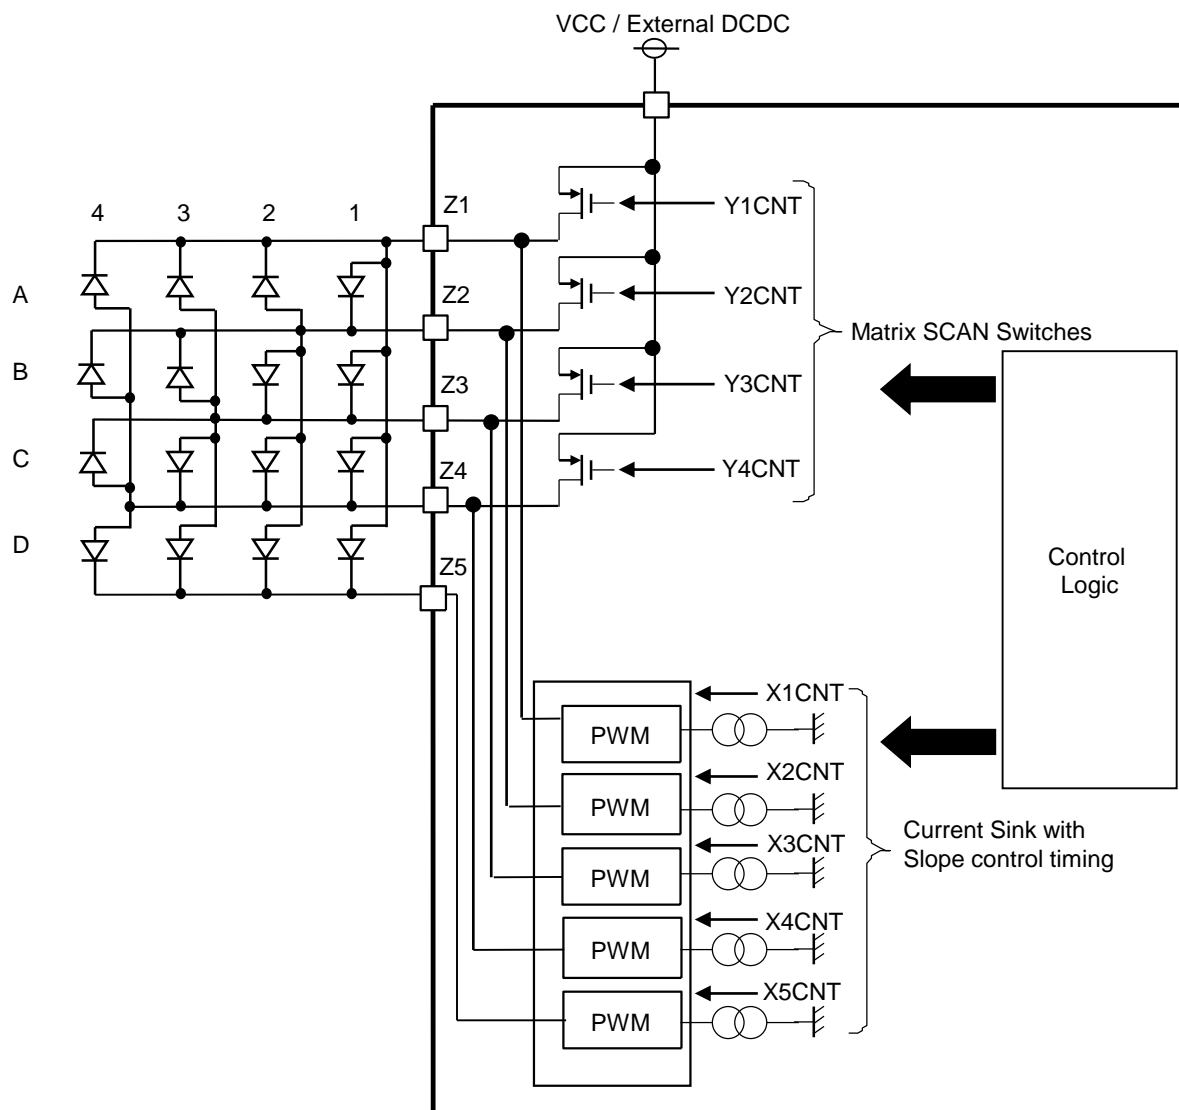 VCC / External DCDC
4 3 2 1
Z1
Y1CNT
A
Z2
Y2CNT
Matrix SCAN Switches
B
Z3
Y3CNT
C
Z4
Y4CNT
D
Z5
Control
Logic
X1CNT
PWM
X2CNT
PWM
X3CNT
Current Sink with
Slope control timing
PWM
X4CNT
PWM
X5CNT
PWM